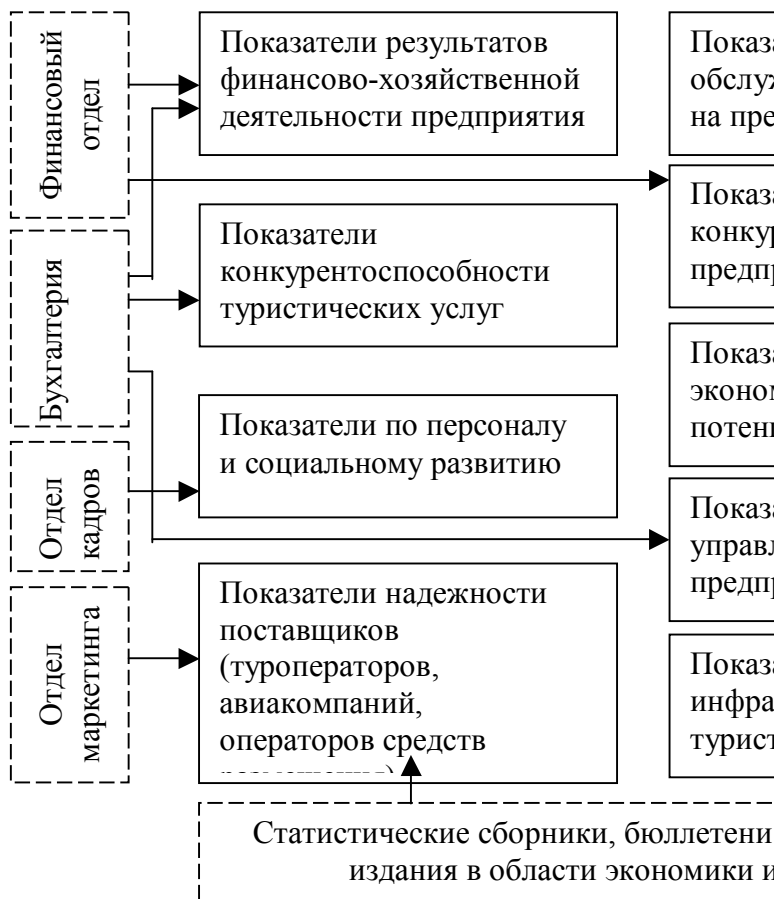 Финансовый
отдел
Бухгалтерия
Отдел
кадров
Отдел
маркетинга
Показатели результатов
финансово-хозяйственной
деятельности предприятия
Показатели
конкурентоспособности
туристических услуг
Показатели по персоналу
и социальному развитию
Показатели надежности
поставщиков
(туроператоров,
авиакомпаний,
операторов средств
Показа
обслуж
на пре
Показа
конкур
предпр
Показа
эконом
потенц
Показа
управл
предпр
Показа
инфра
турист
Статистические сборники, бюллетени
издания в области экономики и